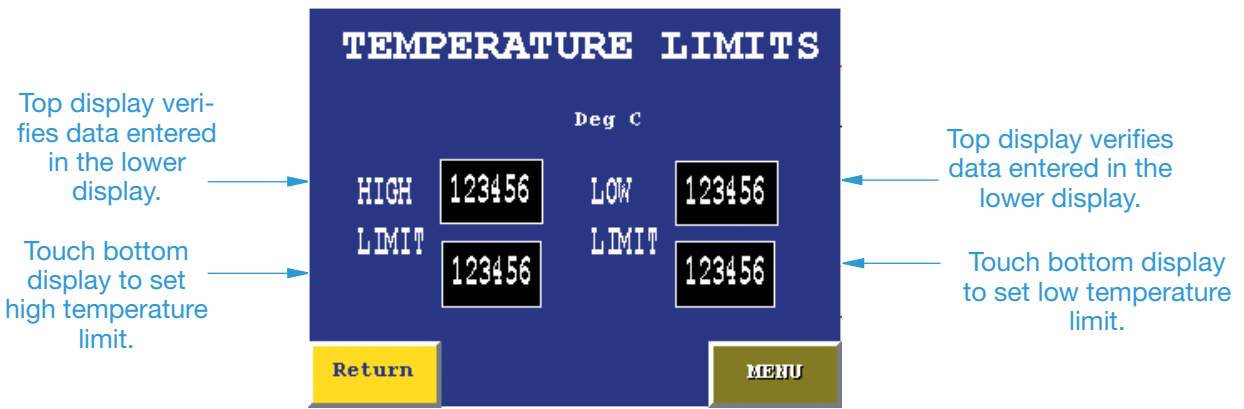 TEMPERATURE LIMITS
Deg C
Top display veri-
fies data entered
in the lower
display.
HIGH
LIMIT
123456
123456
LOW
LIMIT
123456
123456
Top display verifies
data entered in the
lower display.
Touch bottom
display to set
high temperature
limit.
Touch bottom display
to set low temperature
limit.
Return
MENU